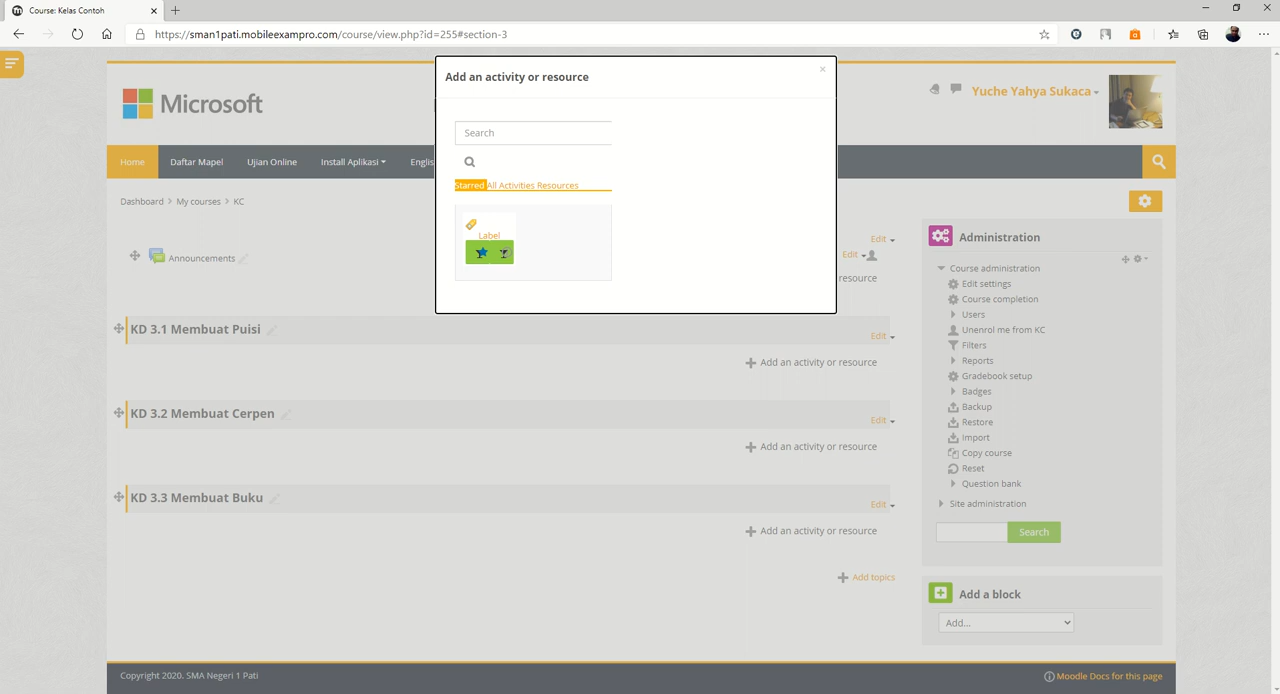 Course: Kelas Contoh
https://sman1pati.mobileexampro.com/course/view.php?id=255#section-3
Microsoft
Yuche Yahya Sukaca
Home Daftar Mapel Ujian Online Install Aplikasi Englis
Dashboard > My courses > KC
Add an activity or resource
Search
Starred All Activities Resources
Label
Announcements
Edit
Edit
resource
KD 3.1 Membuat Puisi
Edit
Add an activity or resource
KD 3.2 Membuat Cerpen
Edit
Add an activity or resource
KD 3.3 Membuat Buku
Edit
Add an activity or resource
Add topics
Administration
Course administration
Edit settings
Course completion
Users
Unenrol me from KC
Filters
Reports
Gradebook setup
Badges
Backup
Restore
Import
Copy course
Reset
Question bank
Site administration
Search
Add a block
Add...
Copyright 2020, SMA Negeri 1 Pati
Moodle Docs for this page